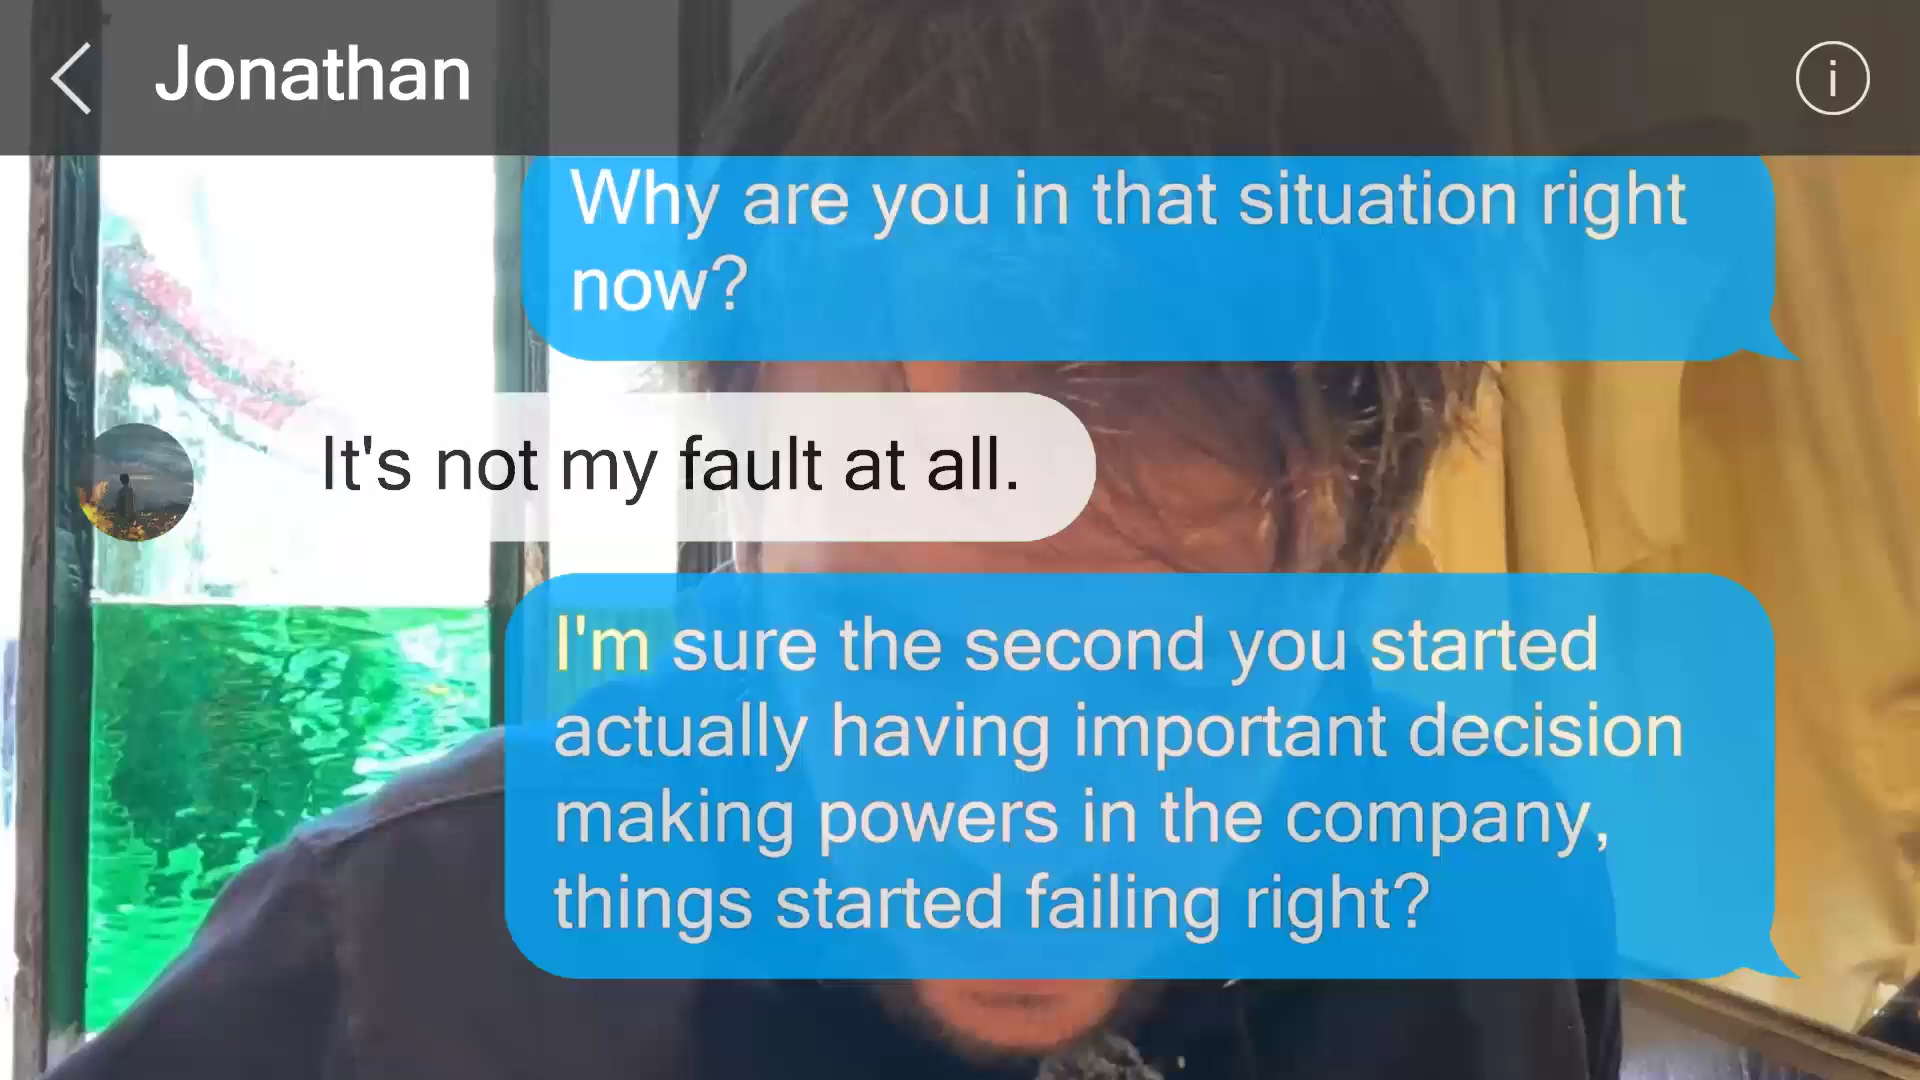 Jonathan
Why are you in that situation right
now?
It's not my fault at all.
I'm sure the second you started
actually having important decision
making powers in the company,
things started failing right?